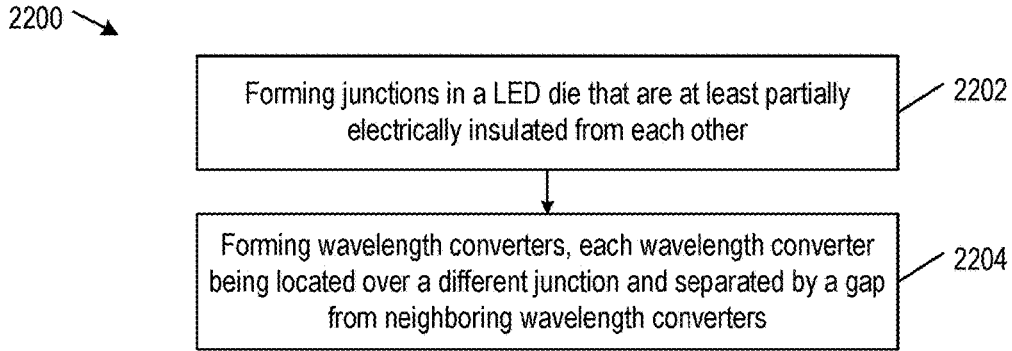 2200
Forming junctions in a LED die that are at least partially
electrically insulated from each other
2202
Forming wavelength converters, each wavelength converter
being located over a different junction and separated by a gap
from neighboring wavelength converters
2204